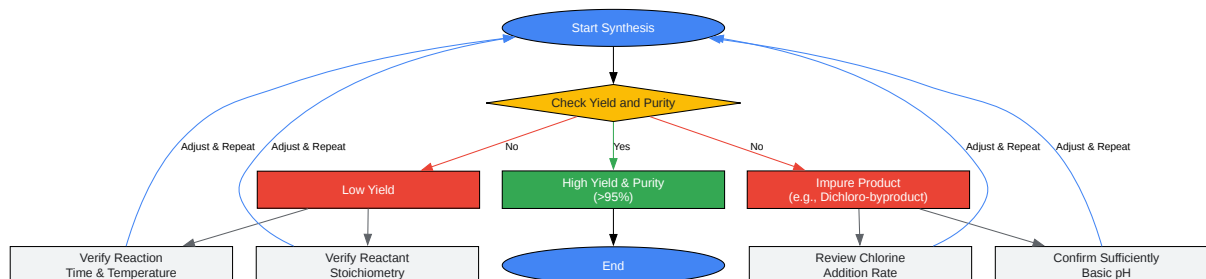 Start Synthesis
Check Yield and Purity
Adjust & Repeat
Adjust & Repeat
No
Yes
No
Adjust & Repeat
Adjust & Repeat
Low Yield
High Yield & Purity
(>95%)
Impure Product
(e.g., Dichloro-byproduct)
Verify Reaction
Time & Temperature
Verify Reactant
Stoichiometry
End
Review Chlorine
Addition Rate
Confirm Sufficiently
Basic pH